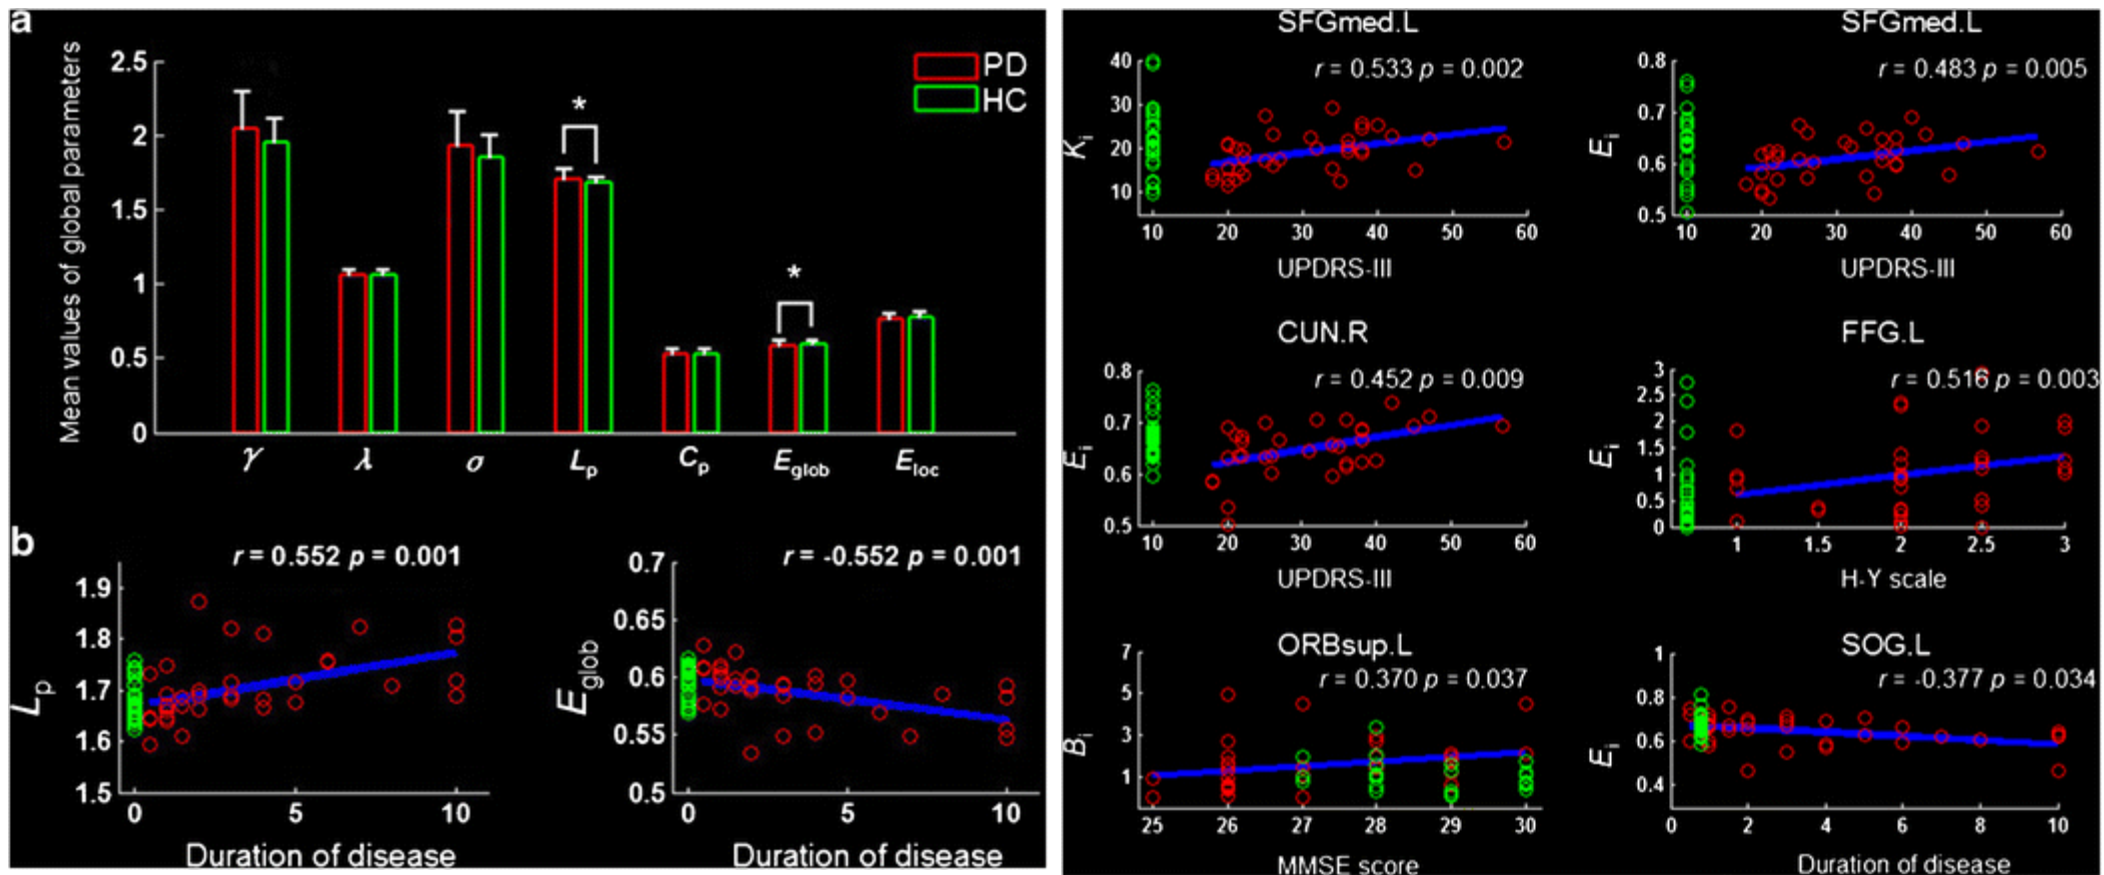 a
Mean values of global parameters
2.5
2
1.5
1
0.5
0
PD
HC
*
*
γ λ σ Lp Cp Eglob Eloc
b
r = 0.552 p = 0.001
Lp
1.9
1.8
1.7
1.6
1.5
0 5 10
Duration of disease
r = -0.552 p = 0.001
Eglob
0.7
0.65
0.6
0.55
0.5
0 5 10
Duration of disease
SFGmed.L
r = 0.533 p = 0.002
Ki
40
30
20
10
10 20 30 40 50 60
UPDRS-III
SFGmed.L
r = 0.483 p = 0.005
Ei
0.8
0.7
0.6
0.5
10 20 30 40 50 60
UPDRS-III
CUN.R
r = 0.452 p = 0.009
Ei
0.8
0.7
0.6
0.5
10 20 30 40 50 60
UPDRS-III
FFG.L
r = 0.516 p = 0.003
Ei
3
2.5
2
1.5
1
0.5
0
1 1.5 2 2.5 3
H-Y scale
ORBsup.L
r = 0.370 p = 0.037
Bi
7
5
3
1
25 26 27 28 29 30
MMSE score
SOG.L
r = -0.377 p = 0.034
Ei
1
0.8
0.6
0.4
0 2 4 6 8 10
Duration of disease